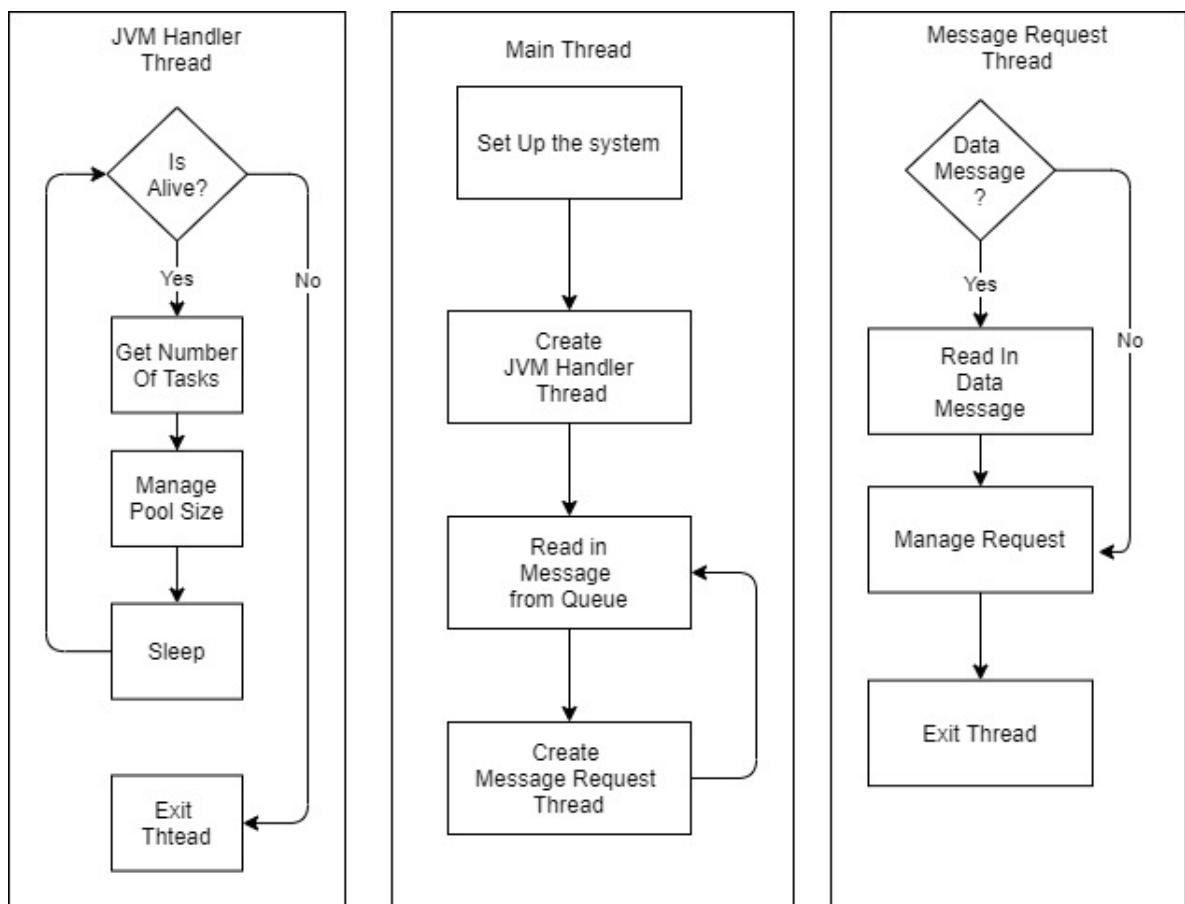 JVM Handler
Thread
Is
Alive?
Yes
No
Get Number
Of Tasks
Manage
Pool Size
Sleep
Exit
Thtead
Main Thread
Set Up the system
Create
JVM Handler
Thread
Read in
Message
from Queue
Create
Message Request
Thread
Message Request
Thread
Data
Message
?
Yes
No
Read In
Data
Message
Manage Request
Exit Thread